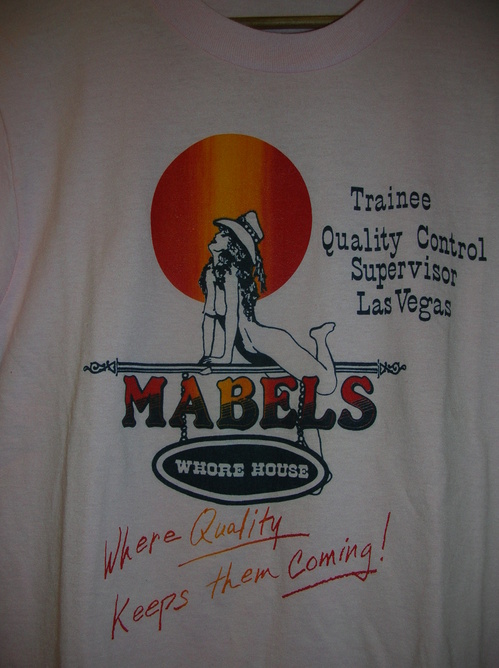 Trainee
Quality Control
Supervisor
Las Vegas
MABELS
WHORE HOUSE
Where Quality
Keeps them Coming!